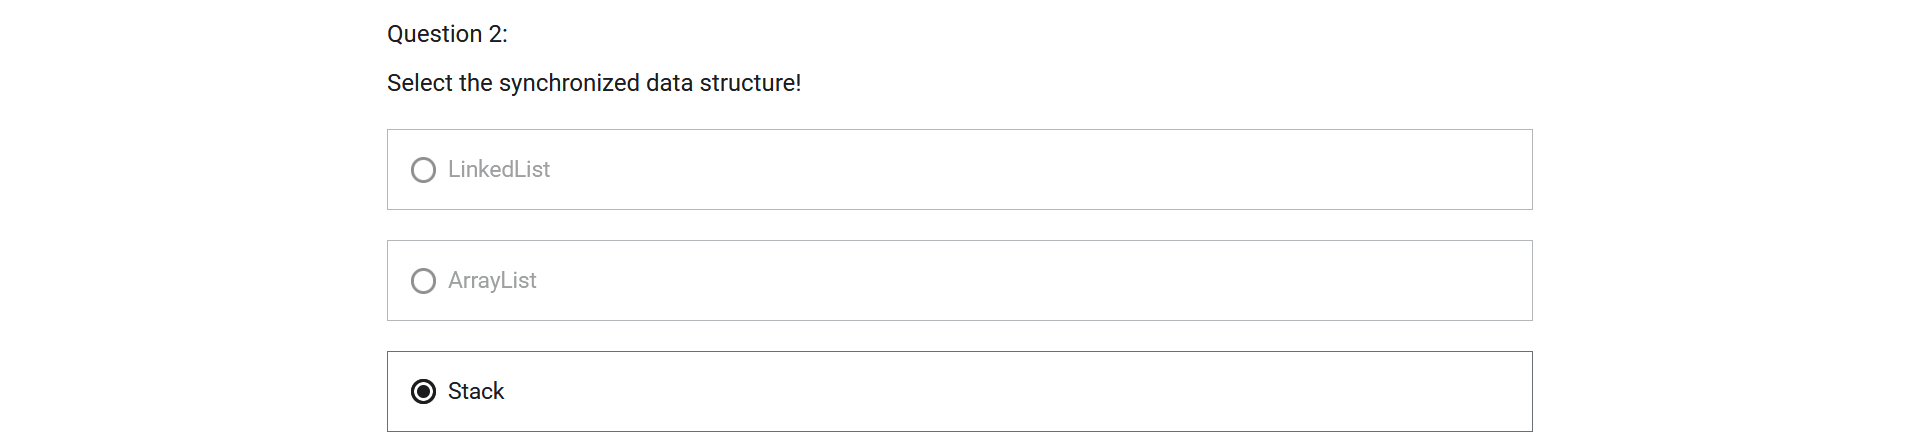 Question 2:
Select the synchronized data structure!
LinkedList
ArrayList
Stack